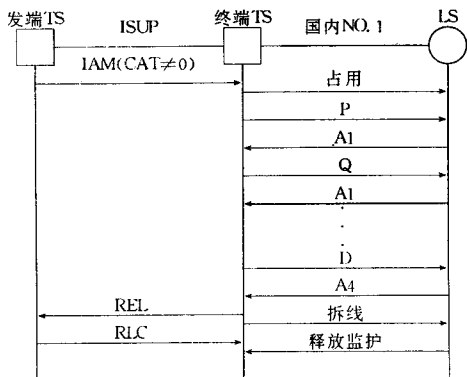 发端TS ISUP 终端TS 国内NO.1 LS
IAM(CAT≠0)
占用
P
A1
Q
A1
D
A4
REL
拆线
RLC
释放监护